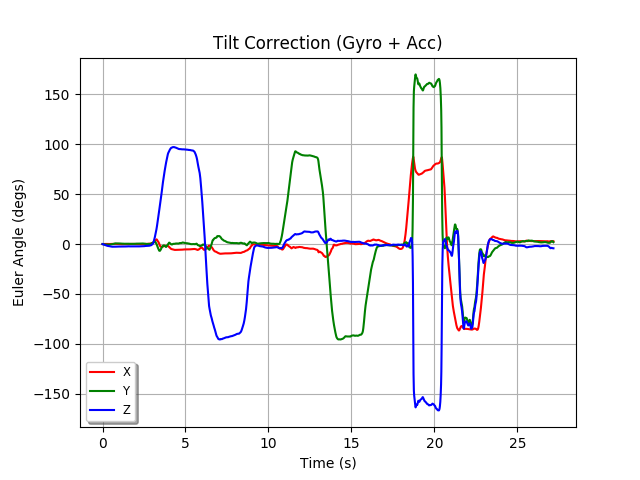 Tilt Correction (Gyro + Acc)
Euler Angle (degs)
150
100
50
0
−50
−100
−150
X
Y
Z
0 5 10 15 20 25
Time (s)